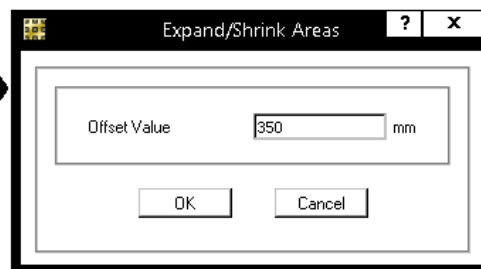 Expand/Shrink Areas ? x
Offset Value 350 mm
OK Cancel